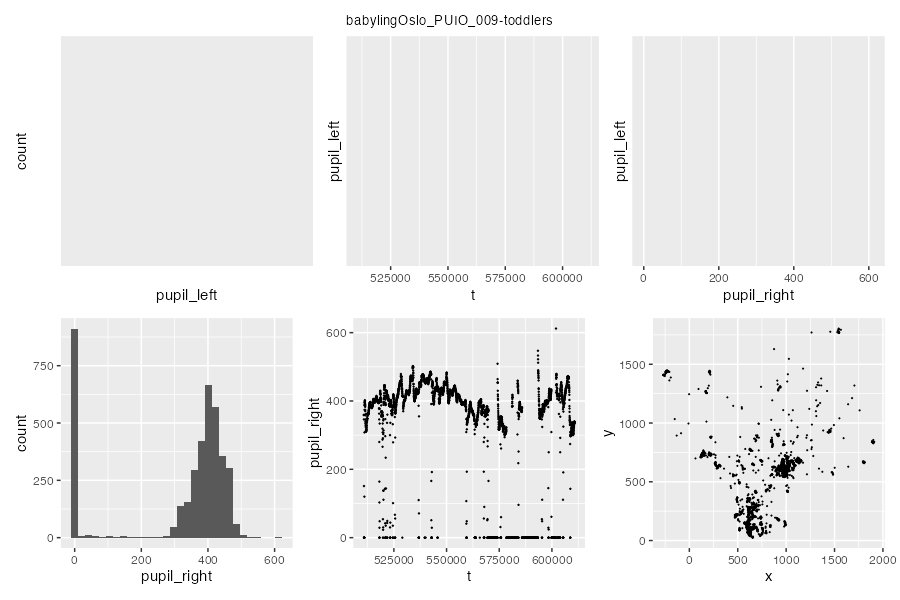 babylingOslo_PUiO_009-toddlers
count
pupil_left
pupil_left
525000 550000 575000 600000
t
pupil_left
0 200 400 600
pupil_right
count
750
500
250
0
0 200 400 600
pupil_right
pupil_right
600
400
200
0
525000 550000 575000 600000
t
y
1500
1000
500
0
0 500 1000 1500 2000
x